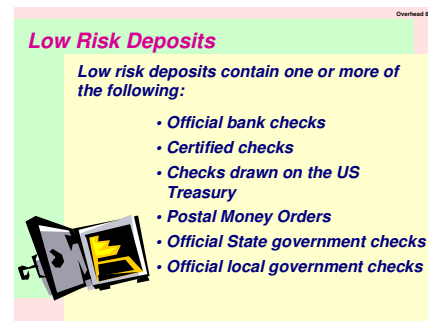 Overhead 8
Low Risk Deposits
Low risk deposits contain one or more of
the following:
• Official bank checks
• Certified checks
• Checks drawn on the US
Treasury
• Postal Money Orders
• Official State government checks
• Official local government checks